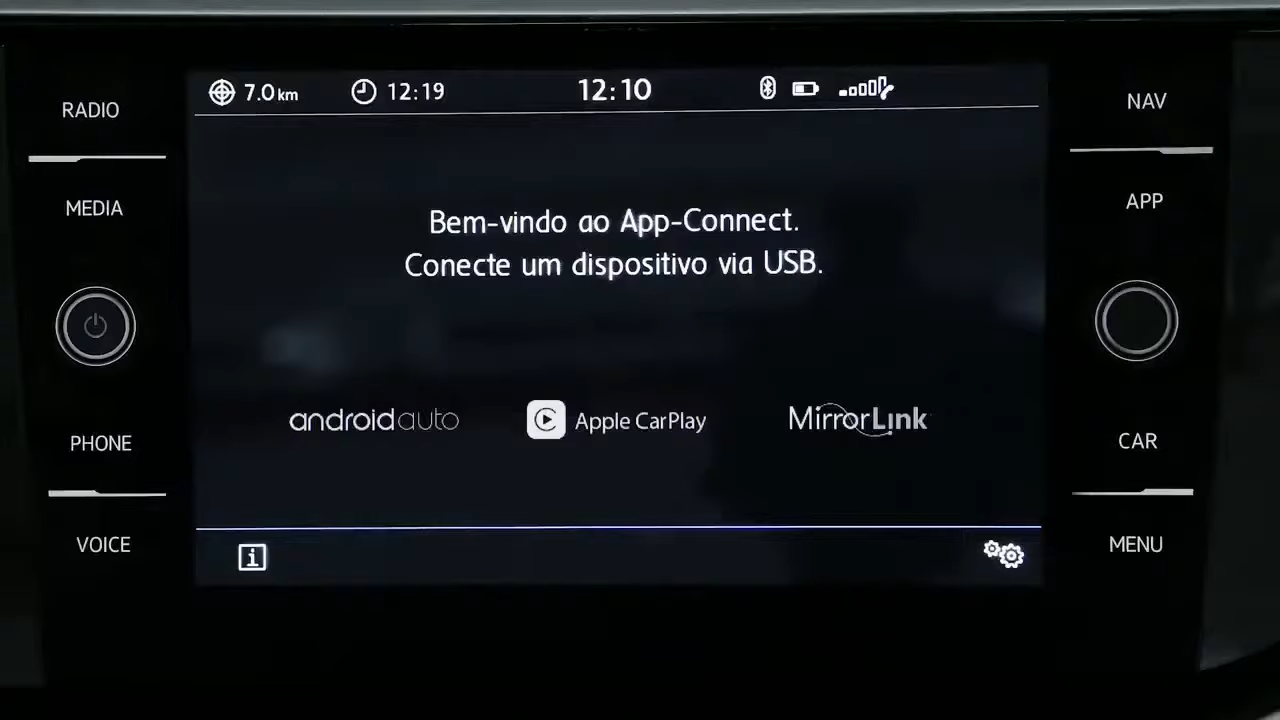 RADIO
MEDIA
PHONE
VOICE
7.0 km 12:19 12:10
Bem-vindo ao App-Connect.
Conecte um dispositivo via USB.
androidauto Apple CarPlay MirrorLink
i
NAV
APP
CAR
MENU